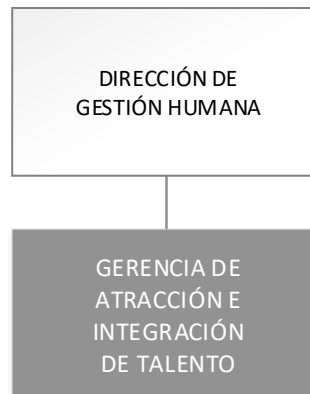 DIRECCIÓN DE
GESTIÓN HUMANA
GERENCIA DE
ATRACCIÓN E
INTEGRACIÓN
DE TALENTO